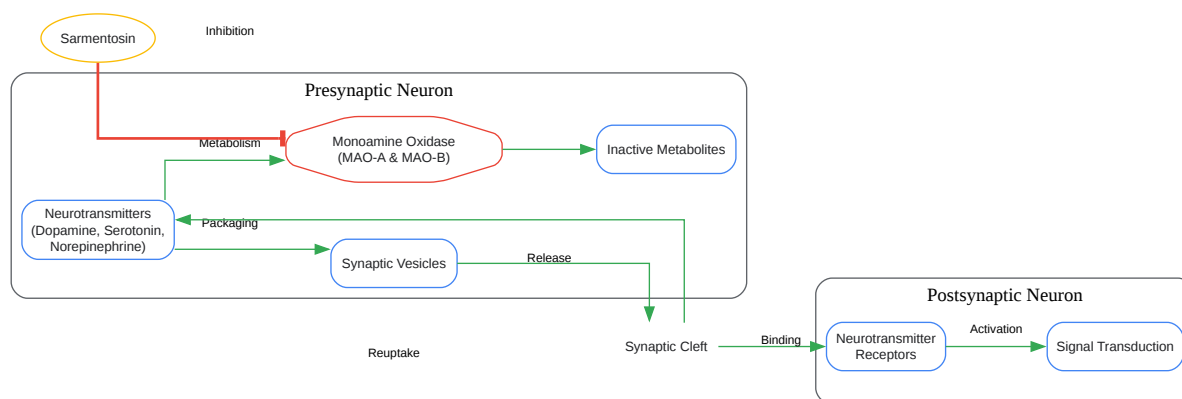 Inhibition
Sarmentosin
Presynaptic Neuron
Metabolism
Monoamine Oxidase
(MAO-A & MAO-B)
Inactive Metabolites
Neurotransmitters
(Dopamine, Serotonin,
Norepinephrine)
Packaging
Synaptic Vesicles
Release
Reuptake
Synaptic Cleft
Binding
Postsynaptic Neuron
Neurotransmitter
Receptors
Activation
Signal Transduction